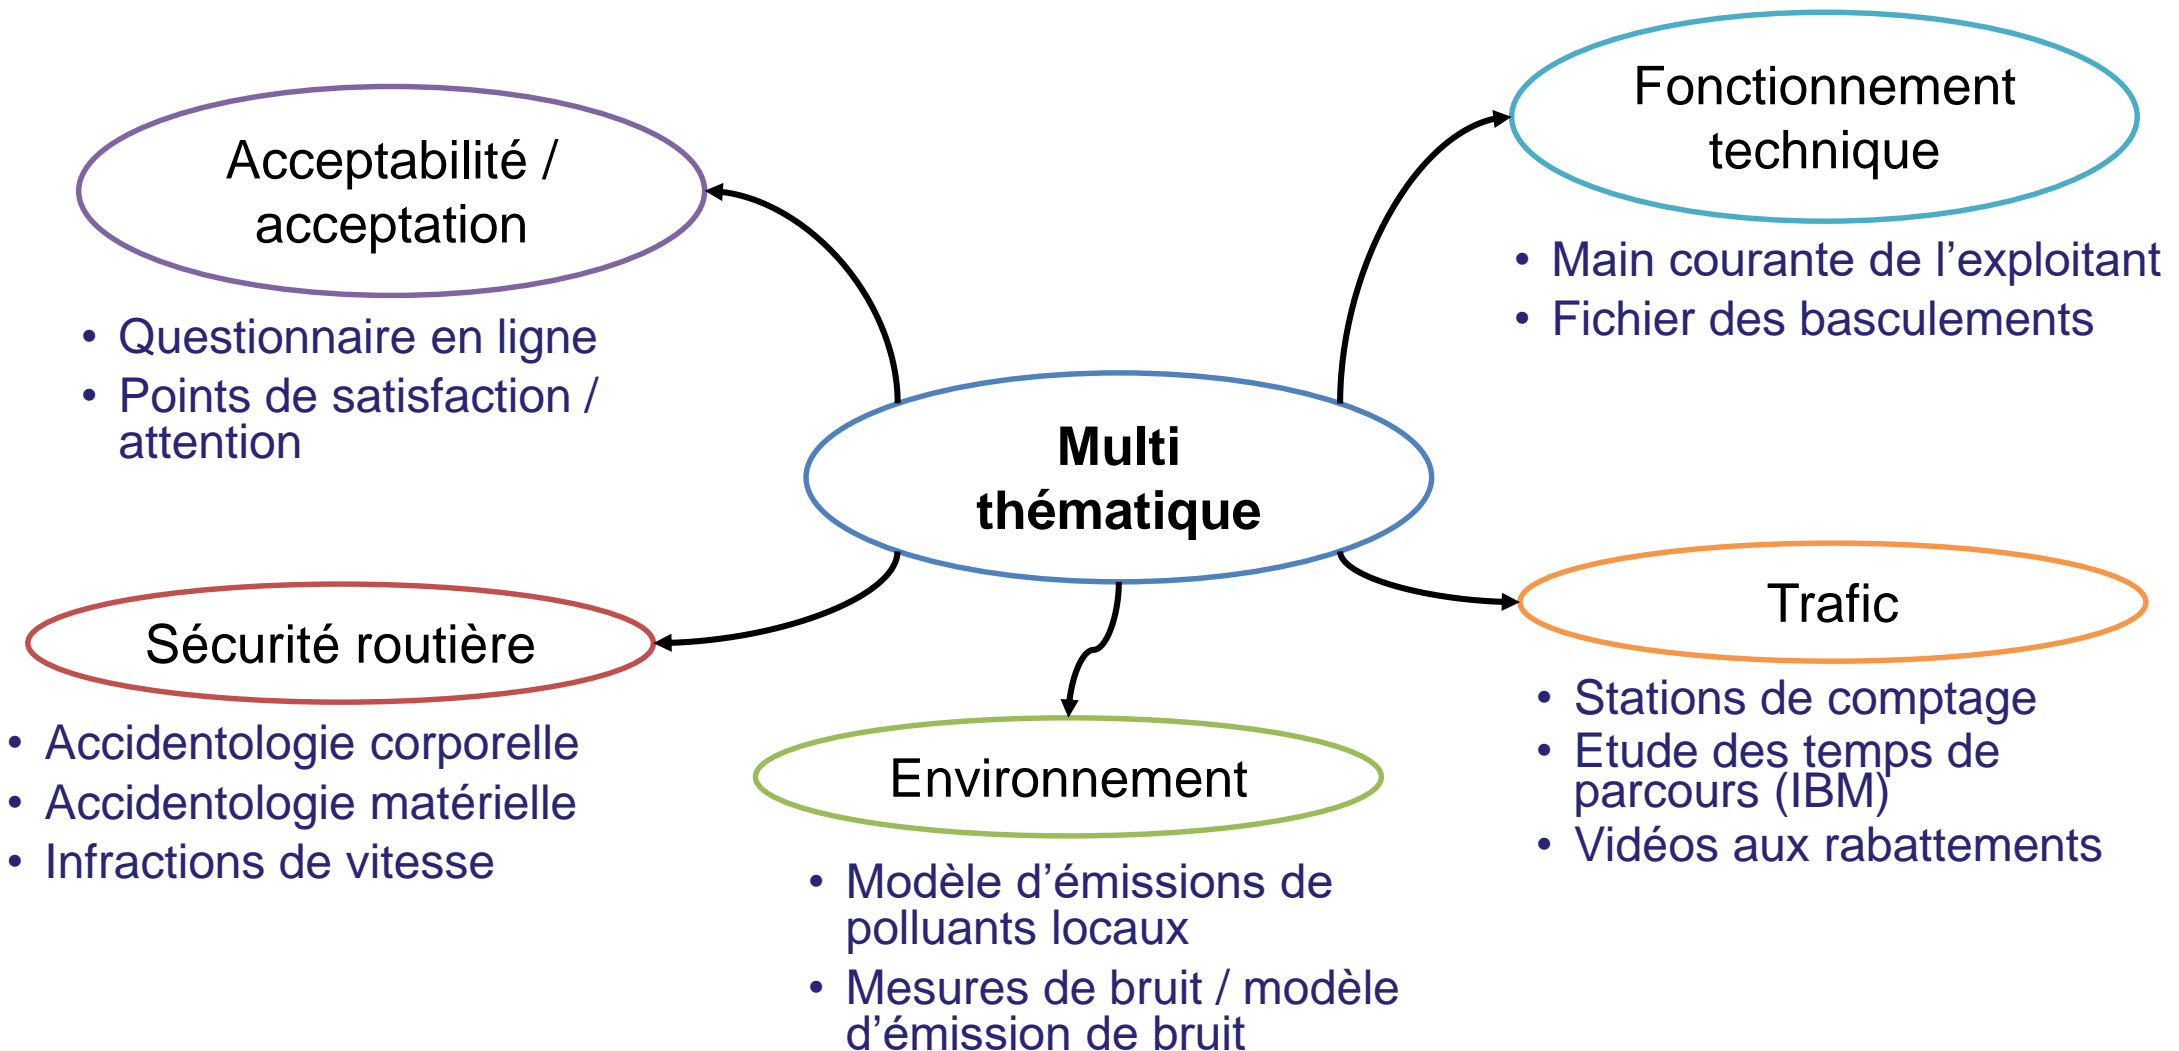 Acceptabilité /
acceptation
• Questionnaire en ligne
• Points de satisfaction /
attention
Fonctionnement
technique
• Main courante de l’exploitant
• Fichier des basculements
Multi
thématique
Sécurité routière
• Accidentologie corporelle
• Accidentologie matérielle
• Infractions de vitesse
Environnement
• Modèle d’émissions de
polluants locaux
• Mesures de bruit / modèle
d’émission de bruit
Trafic
• Stations de comptage
• Etude des temps de
parcours (IBM)
• Vidéos aux rabattements